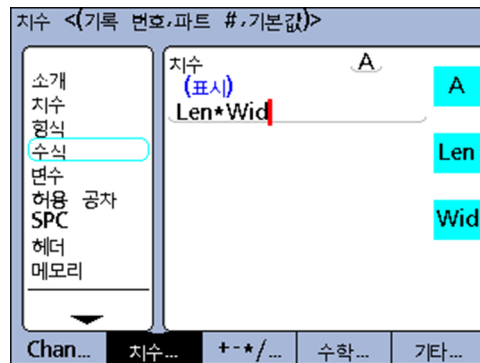 치수 <(기록 번호,파트 #,기본값)>
소개
치수
형식
수식
변수
허용 공차
SPC
헤더
메모리
치수 A
(표시)
Len*Wid
A
Len
Wid
Chan... 치수... +-*/... 수학... 기타...